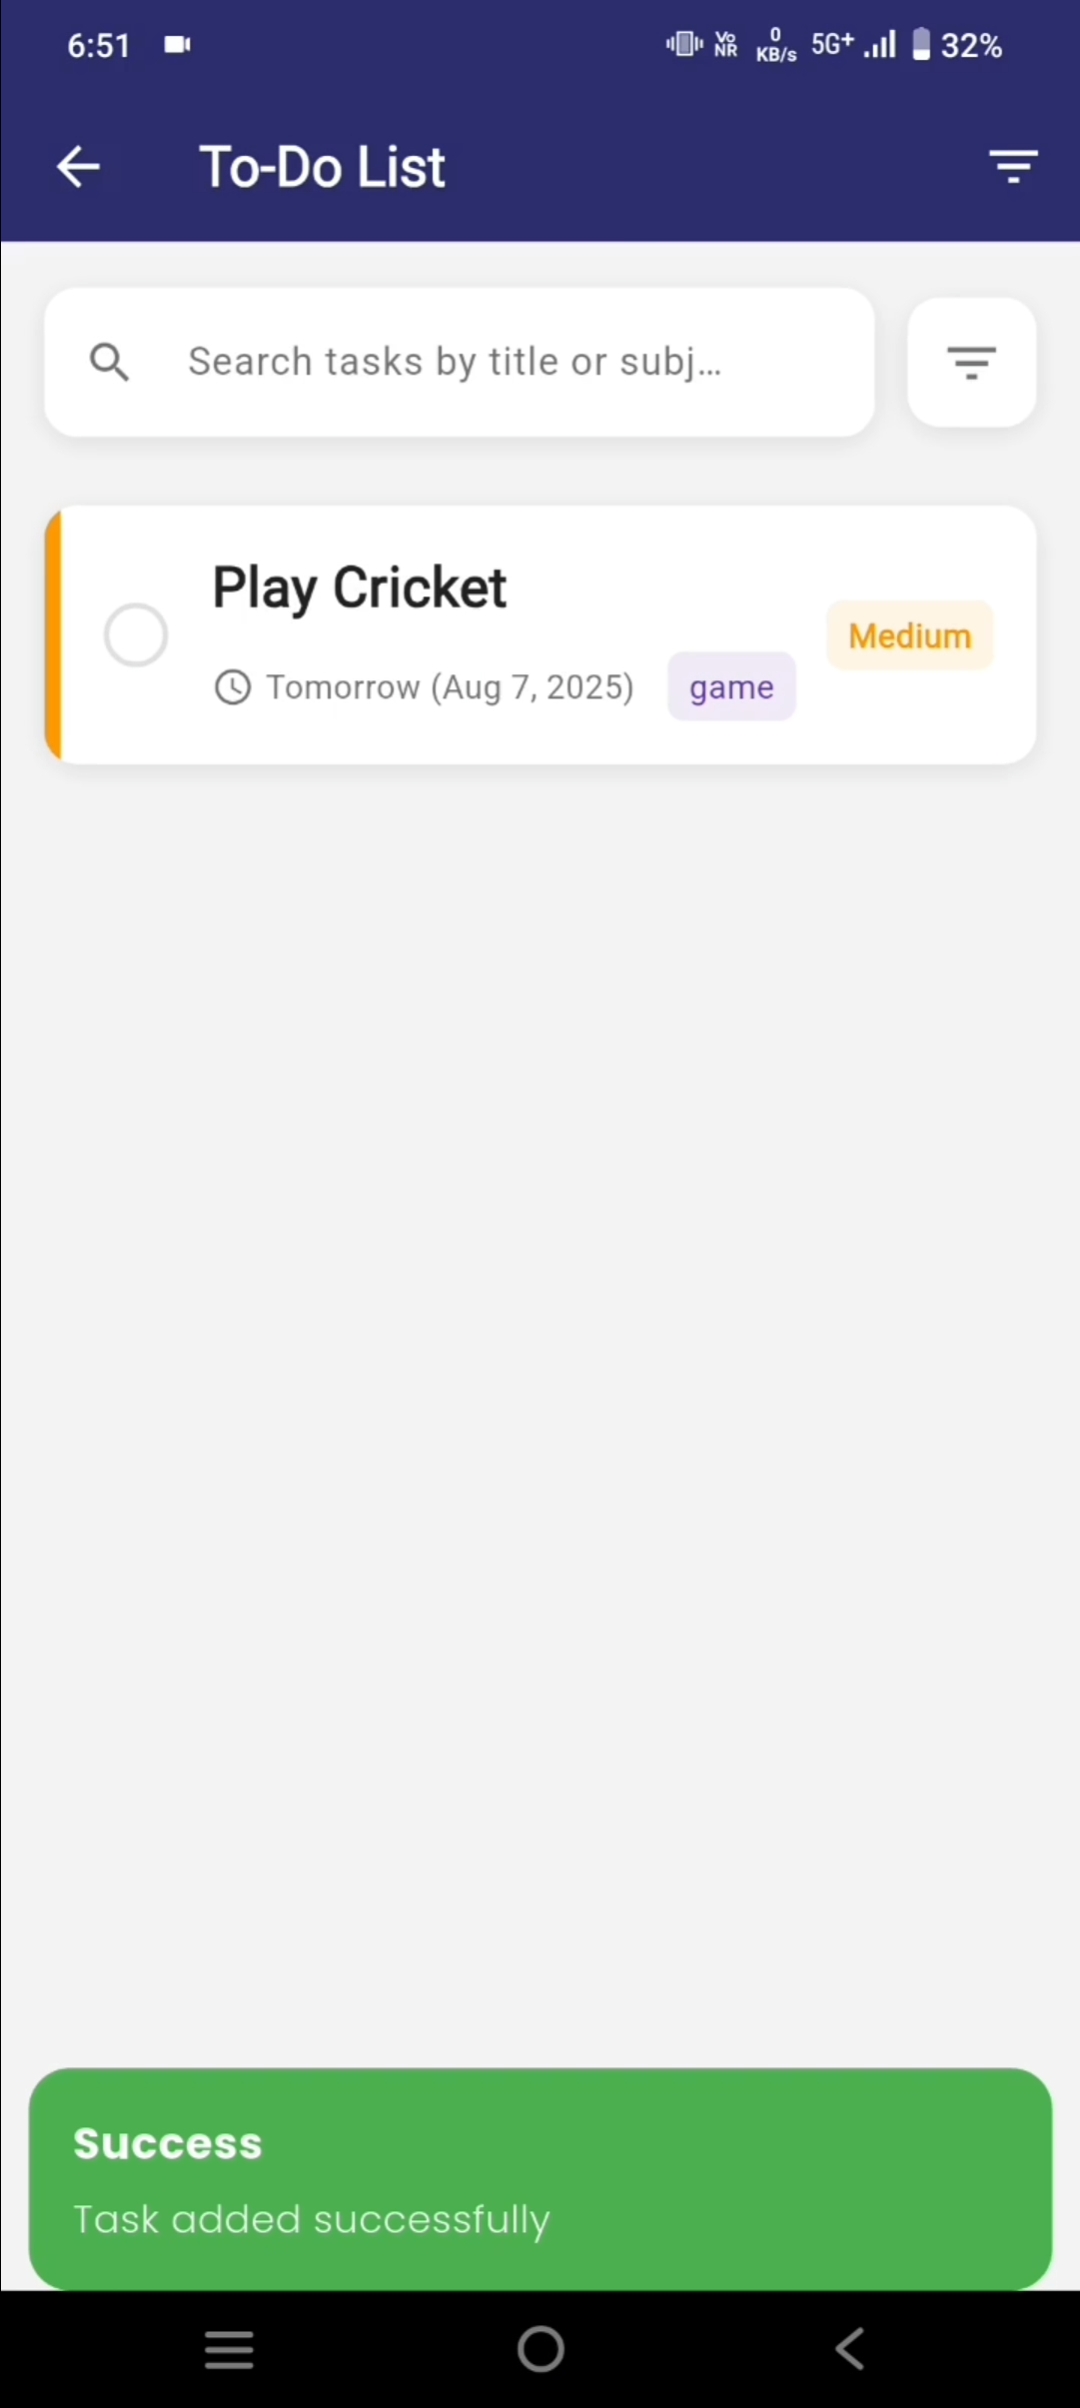 6:51 Vo NR 0 KB/s 5G+ 32%
To-Do List
Search tasks by title or subj...
Play Cricket
Medium
Tomorrow (Aug 7, 2025) game
Success
Task added successfully